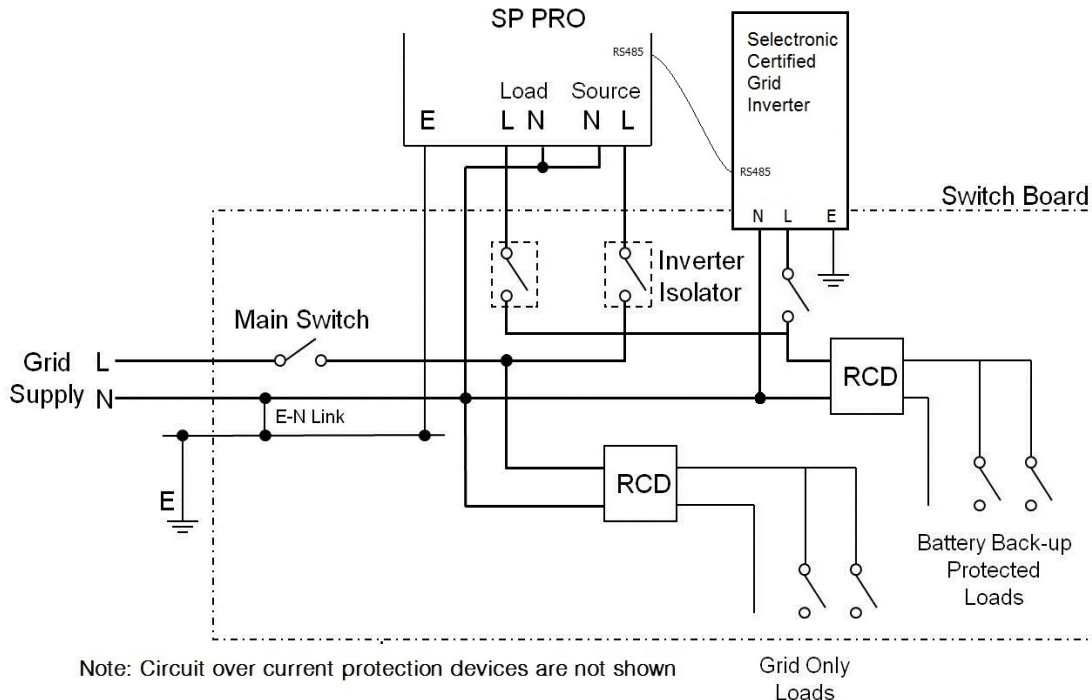 SP PRO
RS485
Load Source
E L N N L
Selectronic
Certified
Grid
Inverter
RS485
N L E
Switch Board
Inverter
Isolator
Main Switch
Grid L
Supply N
E-N Link
E
RCD
RCD
Battery Back-up
Protected
Loads
Note: Circuit over current protection devices are not shown
Grid Only
Loads